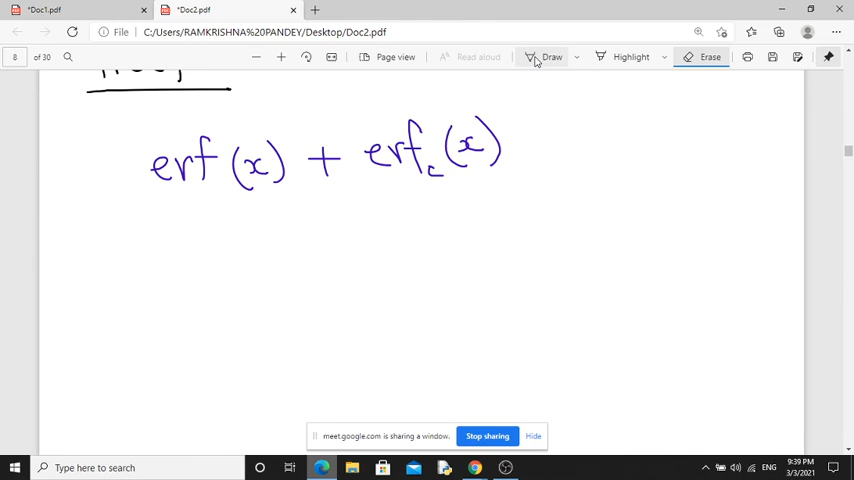 *Doc1.pdf
*Doc2.pdf
File
C:/Users/RAMKRISHNA%20PANDEY/Desktop/Doc2.pdf
8 of 30
Page view
Read aloud
Draw
Highlight
Erase
erf (x) + erf_c (x)
meet.google.com is sharing a window.
Stop sharing
Hide
Type here to search
ENG
9:39 PM
3/3/2021